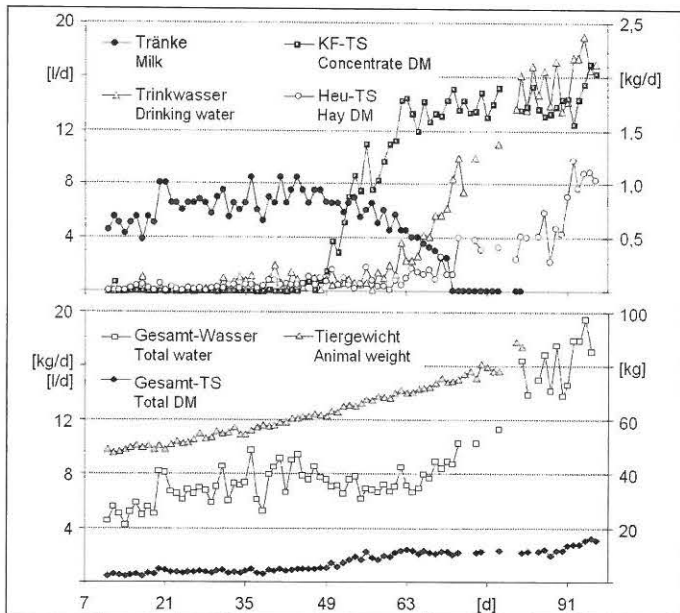 20
[l/d]
12
8
4
Tränke
Milk
KF-TS
Concentrate DM
Trinkwasser
Drinking water
Heu-TS
Hay DM
2,5
[kg/d]
2,0
1,5
1,0
0,5
20
[kg/d]
[l/d]
12
8
4
Gesamt-Wasser
Total water
Tiergewicht
Animal weight
Gesamt-TS
Total DM
100
[kg]
60
40
20
7 21 35 49 63 [d] 91